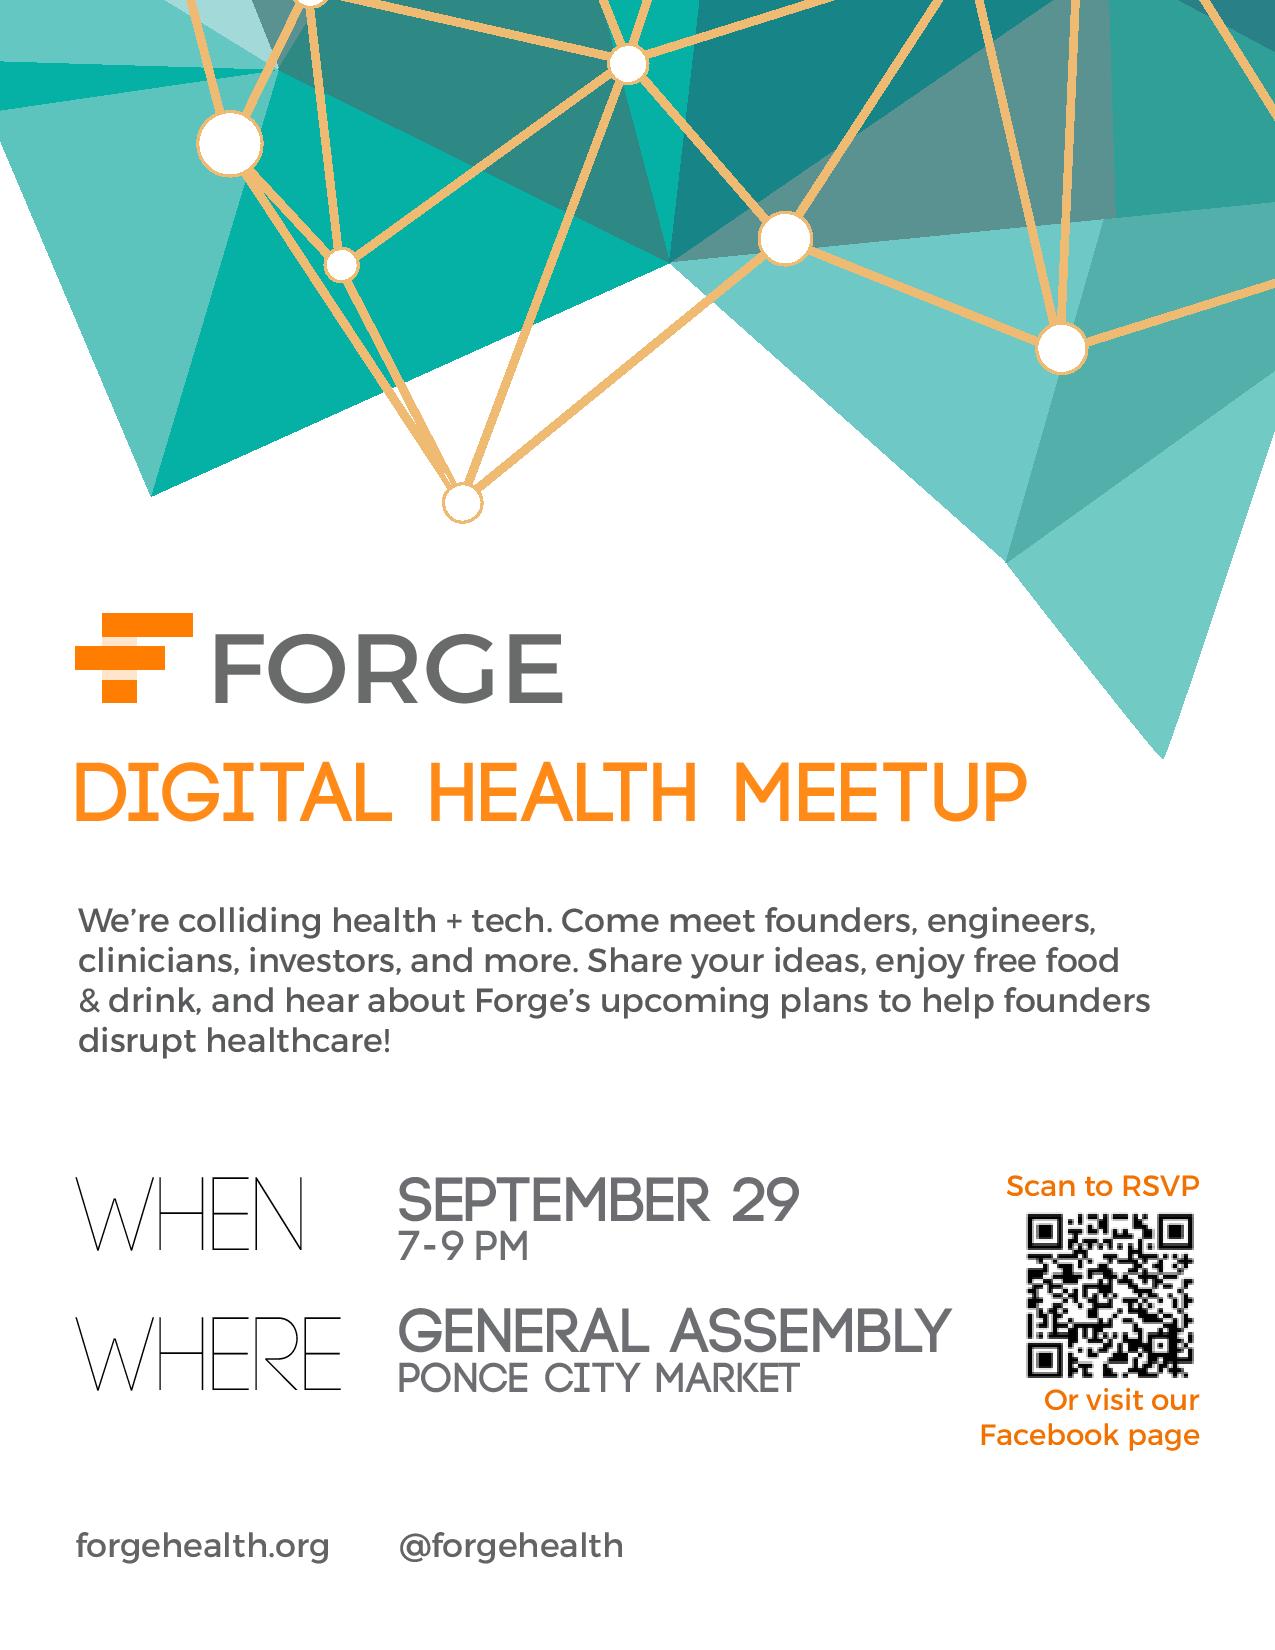 FORGE
DIGITAL HEALTH MEETUP
We’re colliding health + tech. Come meet founders, engineers,
clinicians, investors, and more. Share your ideas, enjoy free food
& drink, and hear about Forge’s upcoming plans to help founders
disrupt healthcare!
WHEN
SEPTEMBER 29
7-9 PM
WHERE
GENERAL ASSEMBLY
PONCE CITY MARKET
Scan to RSVP
Or visit our
Facebook page
forgehealth.org
@forgehealth